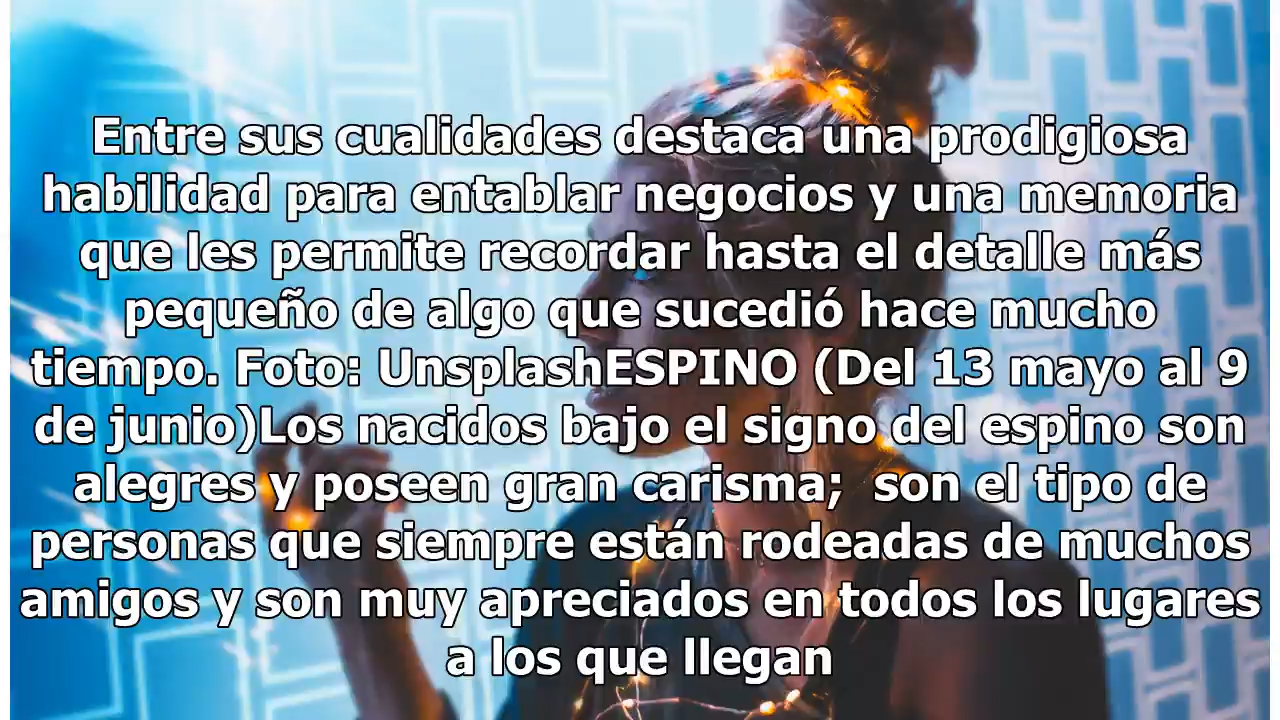 Entre sus cualidades destaca una prodigiosa
habilidad para entablar negocios y una memoria
que les permite recordar hasta el detalle más
pequeño de algo que sucedió hace mucho
tiempo. Foto: UnsplashESPINO (Del 13 mayo al 9
de junio)Los nacidos bajo el signo del espino son
alegres y poseen gran carisma;  son el tipo de
personas que siempre están rodeadas de muchos
amigos y son muy apreciados en todos los lugares
a los que llegan